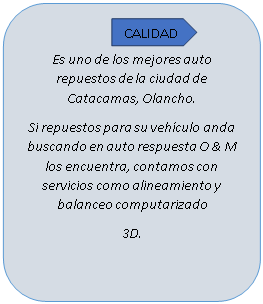 CALIDAD
Es uno de los mejores auto
repuestos de la ciudad de
Catacamas, Olancho.
Si repuestos para su vehículo anda
buscando en auto respuesta O & M
los encuentra, contamos con
servicios como alineamiento y
balanceo computarizado
3D.